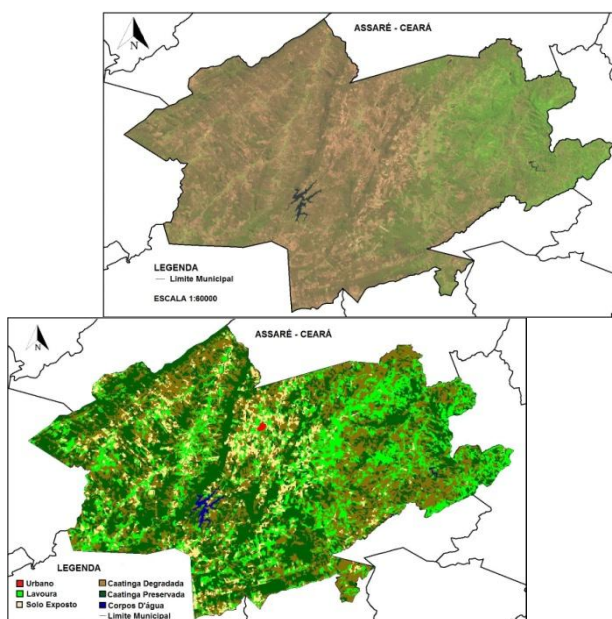 ASSARÉ - CEARÁ
N
LEGENDA
Limite Municipal
ESCALA 1:60000
ASSARÉ - CEARÁ
N
LEGENDA
Urbano
Lavoura
Solo Exposto
Caatinga Degradada
Caatinga Preservada
Corpos D'água
Limite Municipal